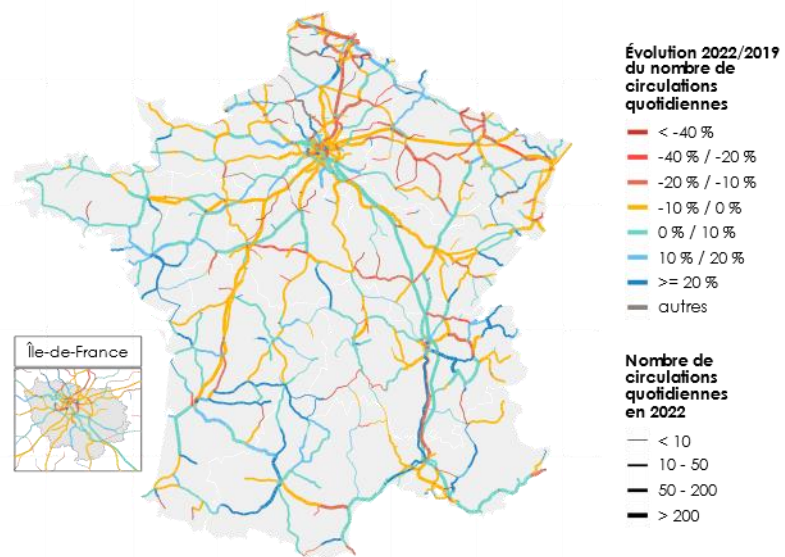 Évolution 2022/2019
du nombre de
circulations
quotidiennes
< -40 %
-40 % / -20 %
-20 % / -10 %
-10 % / 0 %
0 % / 10 %
10 % / 20 %
>= 20 %
autres
Île-de-France
Nombre de
circulations
quotidiennes
en 2022
< 10
10 - 50
50 - 200
> 200